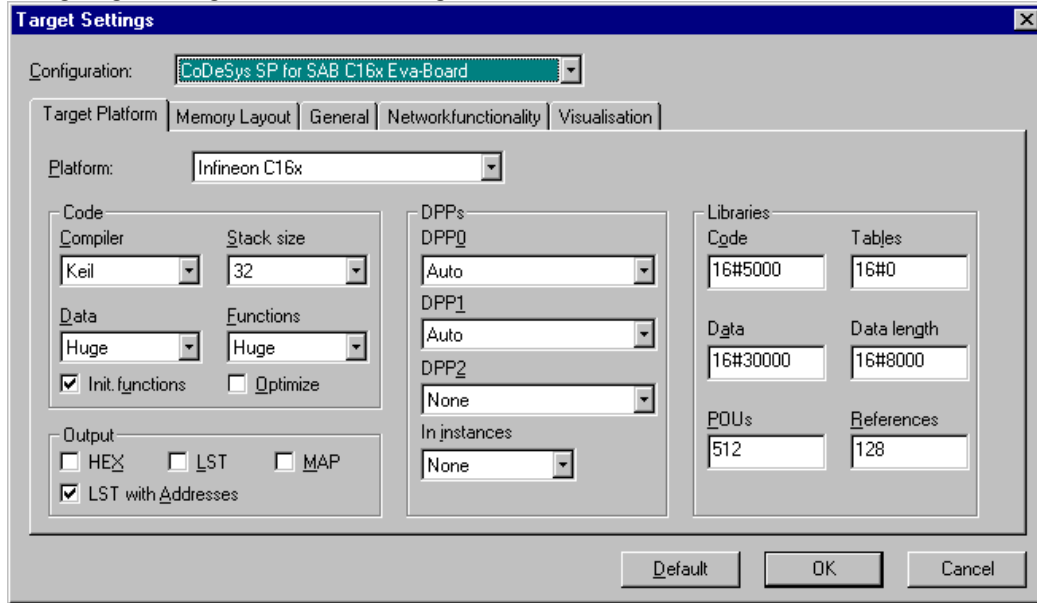 Target Settings
Configuration: CoDeSys SP for SAB C16x Eva-Board
Target Platform Memory Layout General Networkfunctionality Visualisation
Platform: Infineon C16x
Code
Compiler Stack size
Keil 32
Data Functions
Huge Huge
Init. functions Optimize
Output
HEX LST MAP
LST with Addresses
DPPs
DPP0
Auto
DPP1
Auto
DPP2
None
In instances
None
Libraries
Code Tables
16#5000 16#0
Data Data length
16#30000 16#8000
POUs References
512 128
Default OK Cancel